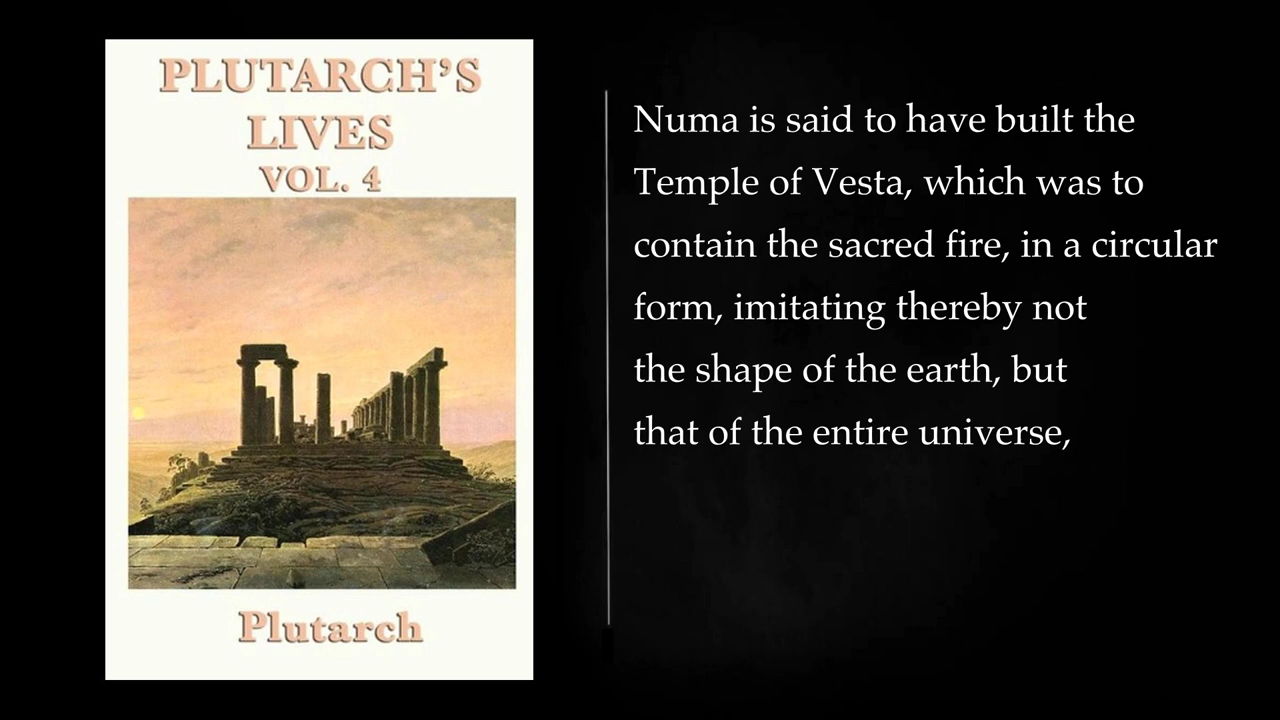 PLUTARCH'S
LIVES
VOL. 4
Plutarch
Numa is said to have built the
Temple of Vesta, which was to
contain the sacred fire, in a circular
form, imitating thereby not
the shape of the earth, but
that of the entire universe,